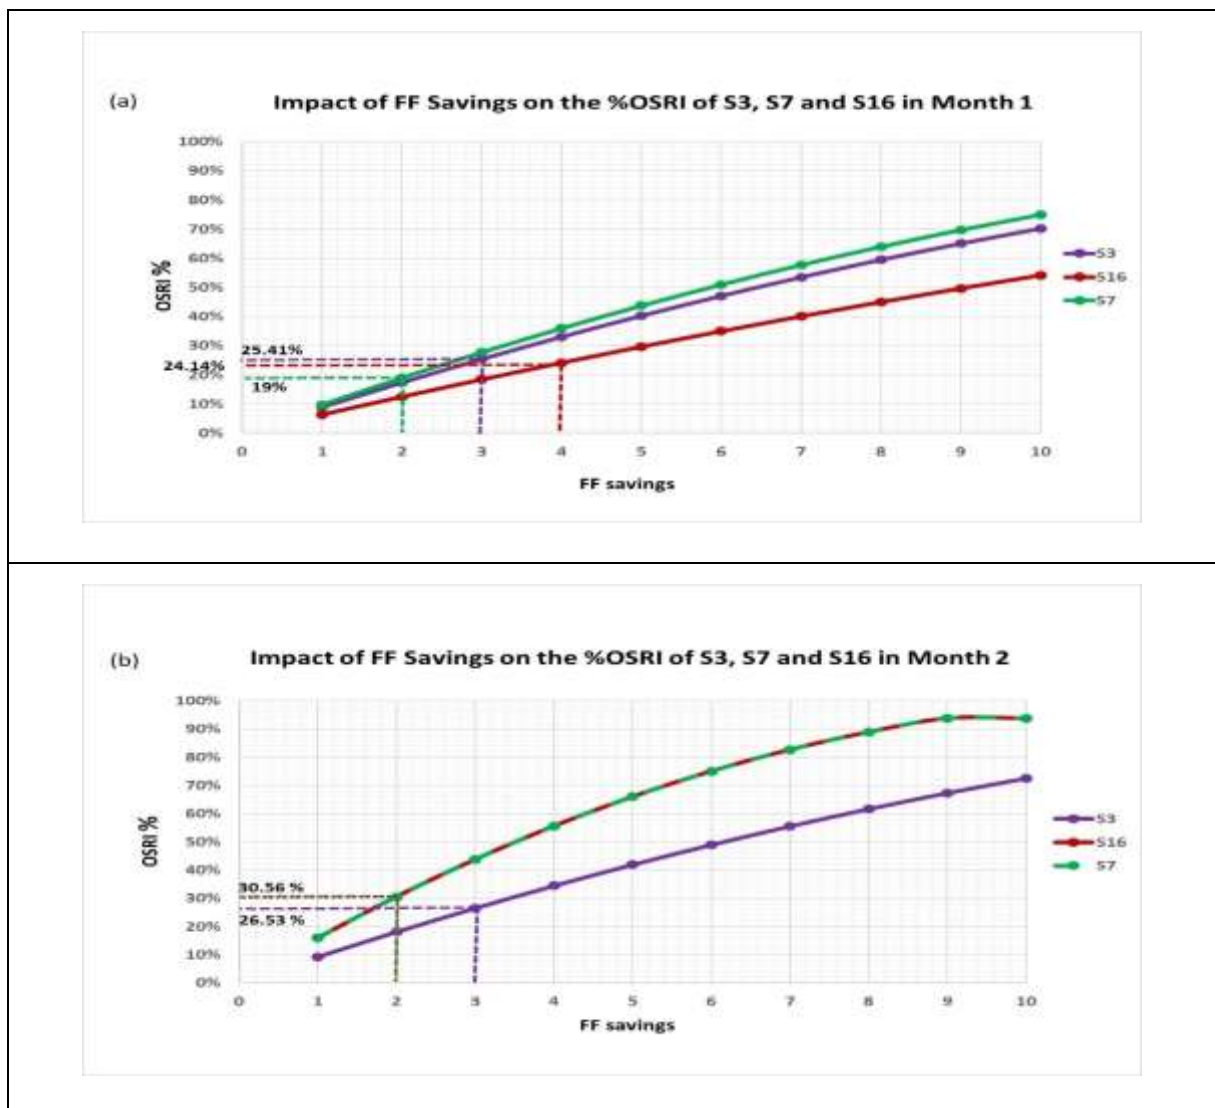 (a)
Impact of FF Savings on the %OSRI of S3, S7 and S16 in Month 1
100%
90%
80%
70%
60%
50%
40%
30%
25.41%
24.14%
20%
19%
10%
0%
OSRI %
0 1 2 3 4 5 6 7 8 9 10
FF savings
S3
S16
S7
(b)
Impact of FF Savings on the %OSRI of S3, S7 and S16 in Month 2
100%
90%
80%
70%
60%
50%
40%
30.56 %
30%
26.53 %
20%
10%
0%
OSRI %
0 1 2 3 4 5 6 7 8 9 10
FF savings
S3
S16
S7